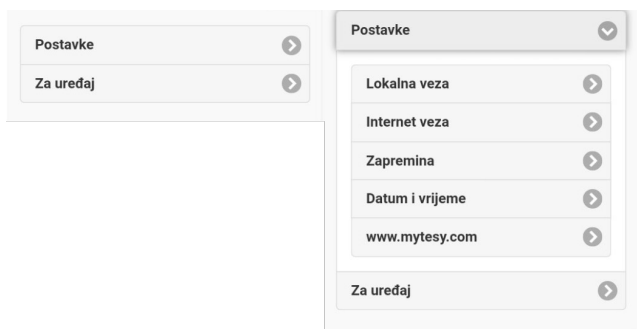 Postavke
Za uređaj
Postavke
Lokalna veza
Internet veza
Zapremina
Datum i vrijeme
www.mytesy.com
Za uređaj